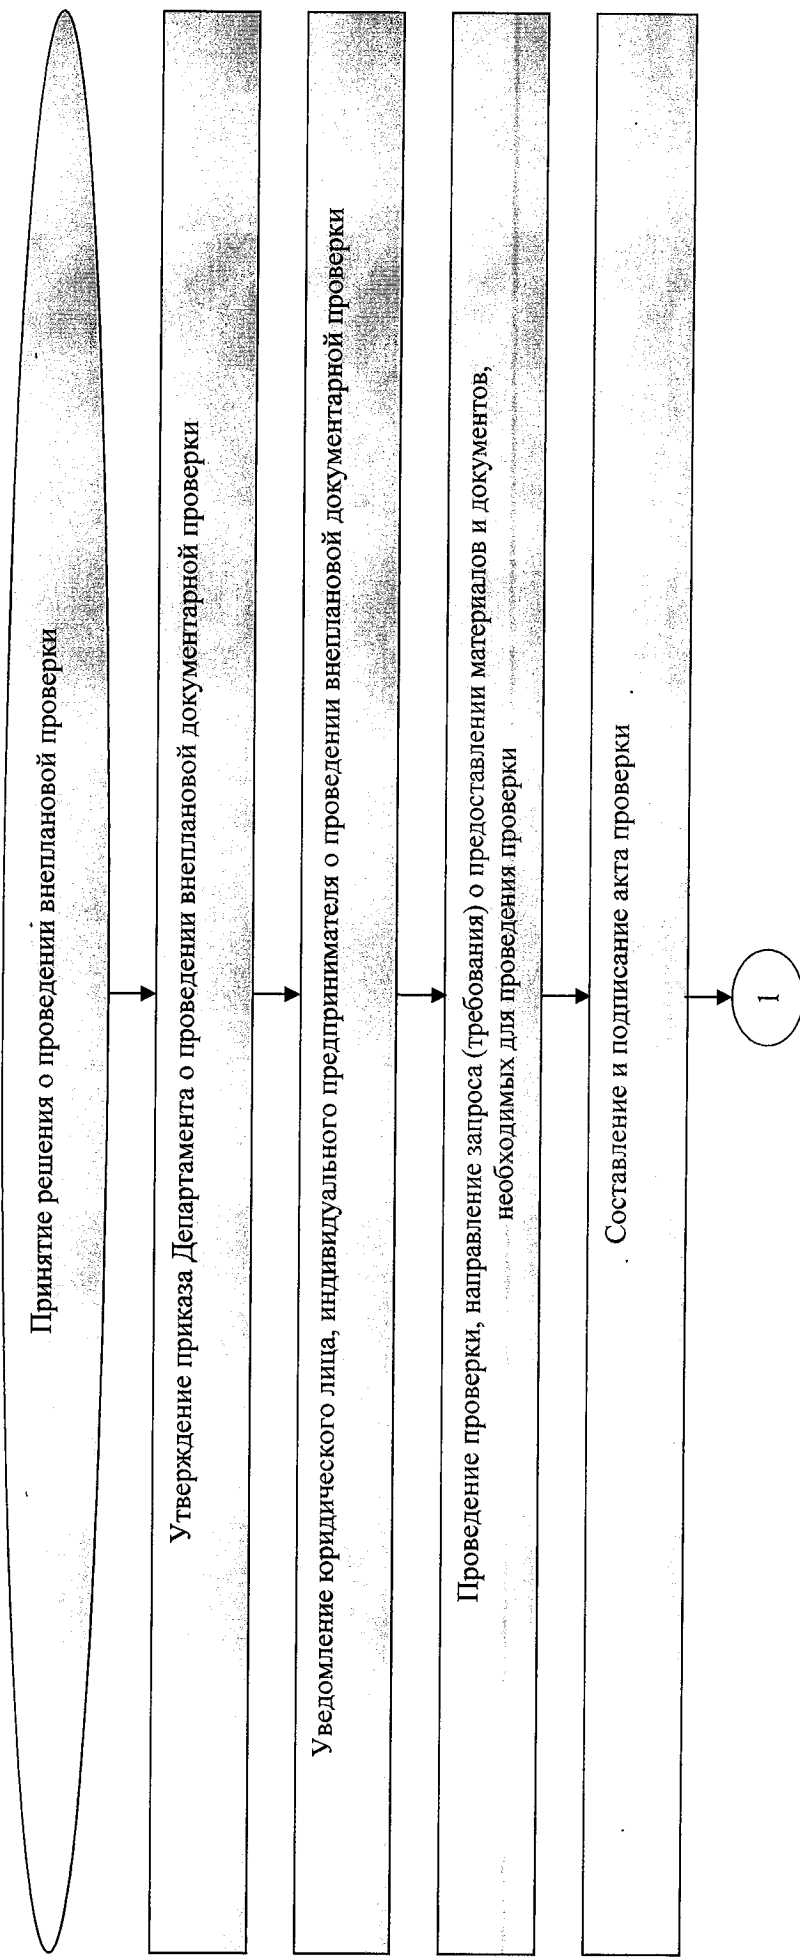 Принятие решения о проведений внеплановой проверки
Утверждение приказа Департамента о проведении внеплановой документарной проверки
Уведомление юридического лица, индивидуального предпринимателя о проведении внеплановой документарной проверки
Проведение проверки, направление запроса (требования) о предоставлении материалов и документов,
необходимых для проведения проверки
Составление и подписание акта проверки
1